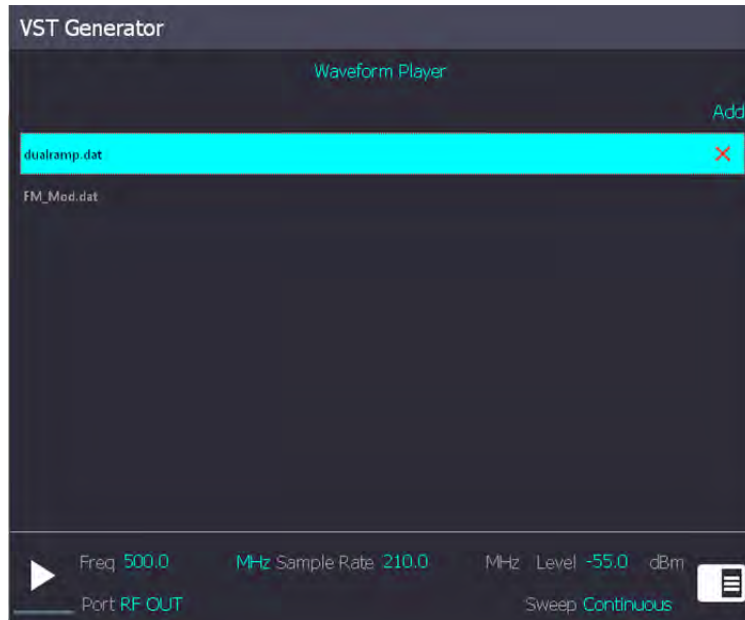 VST Generator
Waveform Player
Add
dualramp.dat
FM_Mod.dat
Freq 500.0 MHz Sample Rate 210.0 MHz Level -55.0 dBm
Port RF OUT Sweep Continuous